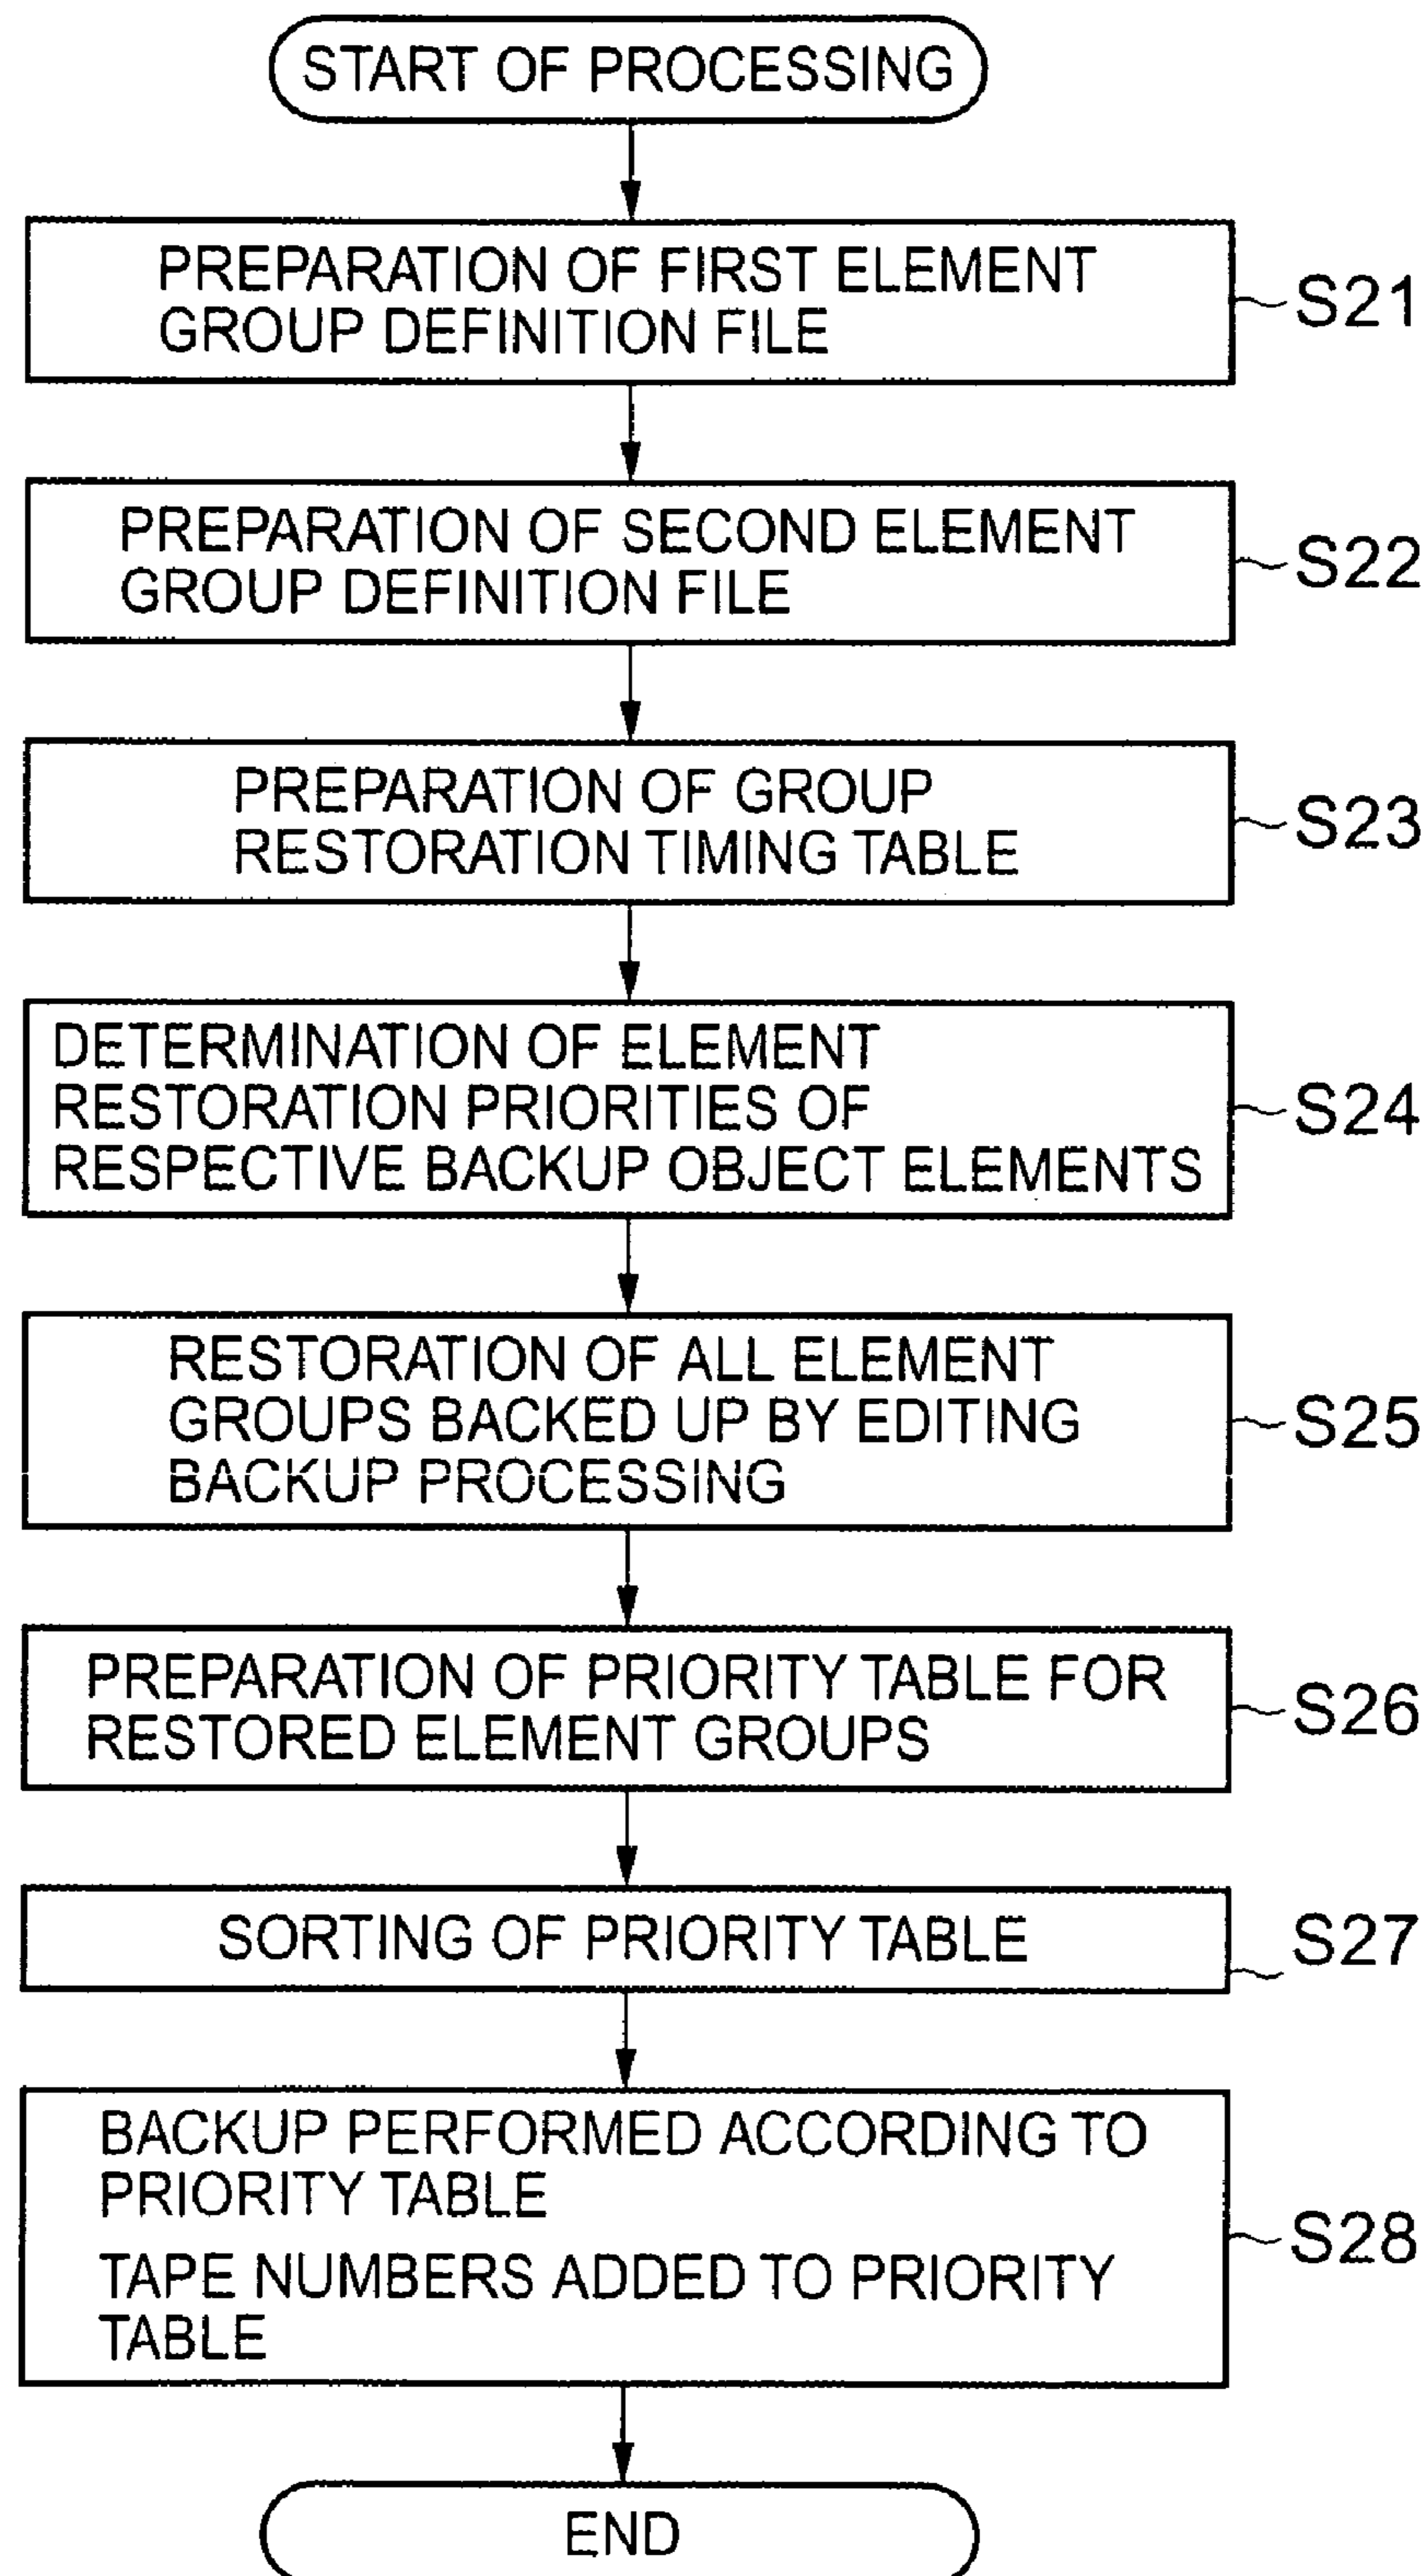 START OF PROCESSING
PREPARATION OF FIRST ELEMENT
GROUP DEFINITION FILE
S21
PREPARATION OF SECOND ELEMENT
GROUP DEFINITION FILE
S22
PREPARATION OF GROUP
RESTORATION TIMING TABLE
S23
DETERMINATION OF ELEMENT
RESTORATION PRIORITIES OF
RESPECTIVE BACKUP OBJECT ELEMENTS
S24
RESTORATION OF ALL ELEMENT
GROUPS BACKED UP BY EDITING
BACKUP PROCESSING
S25
PREPARATION OF PRIORITY TABLE FOR
RESTORED ELEMENT GROUPS
S26
SORTING OF PRIORITY TABLE
S27
BACKUP PERFORMED ACCORDING TO
PRIORITY TABLE
TAPE NUMBERS ADDED TO PRIORITY
TABLE
S28
END